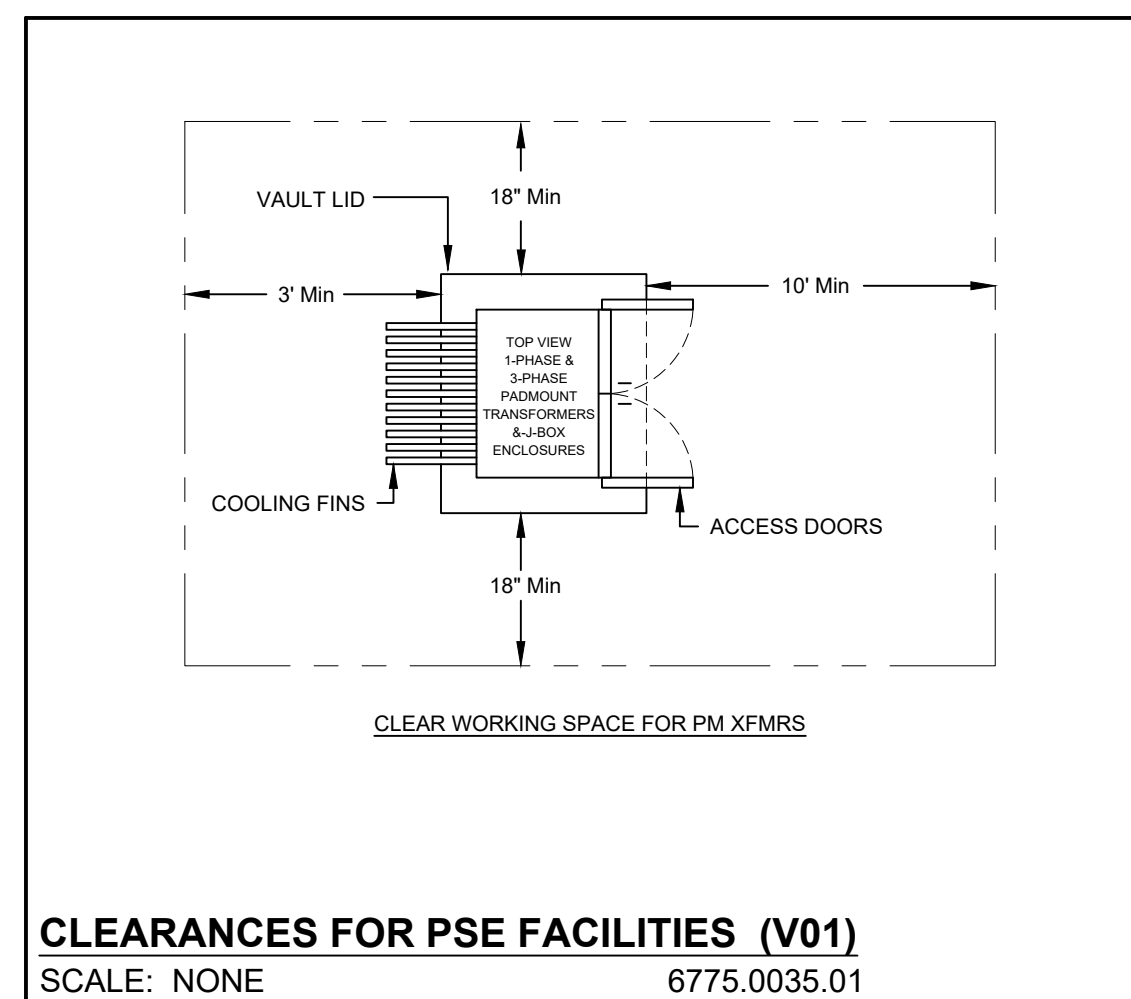 VAULT LID
18" Min
3' Min
10' Min
TOP VIEW
1-PHASE &
3-PHASE
PADMOUNT
TRANSFORMERS
&-J-BOX
ENCLOSURES
COOLING FINS
ACCESS DOORS
18" Min
CLEAR WORKING SPACE FOR PM XFMRS
CLEARANCES FOR PSE FACILITIES (V01)
SCALE: NONE 6775.0035.01